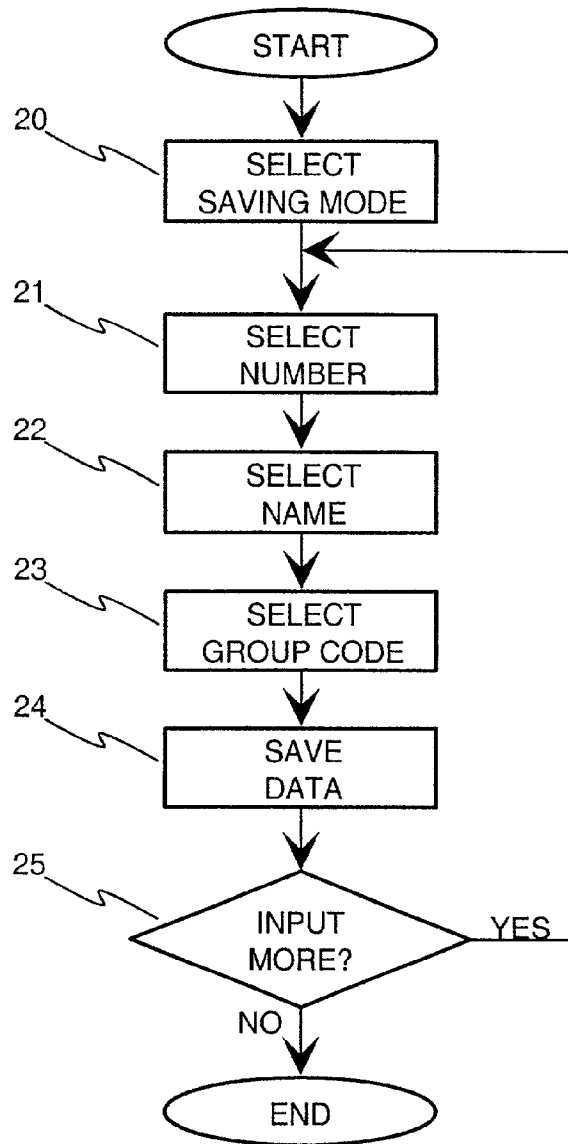 START
20
SELECT
SAVING MODE
21
SELECT
NUMBER
22
SELECT
NAME
23
SELECT
GROUP CODE
24
SAVE
DATA
25
INPUT
MORE?
YES
NO
END